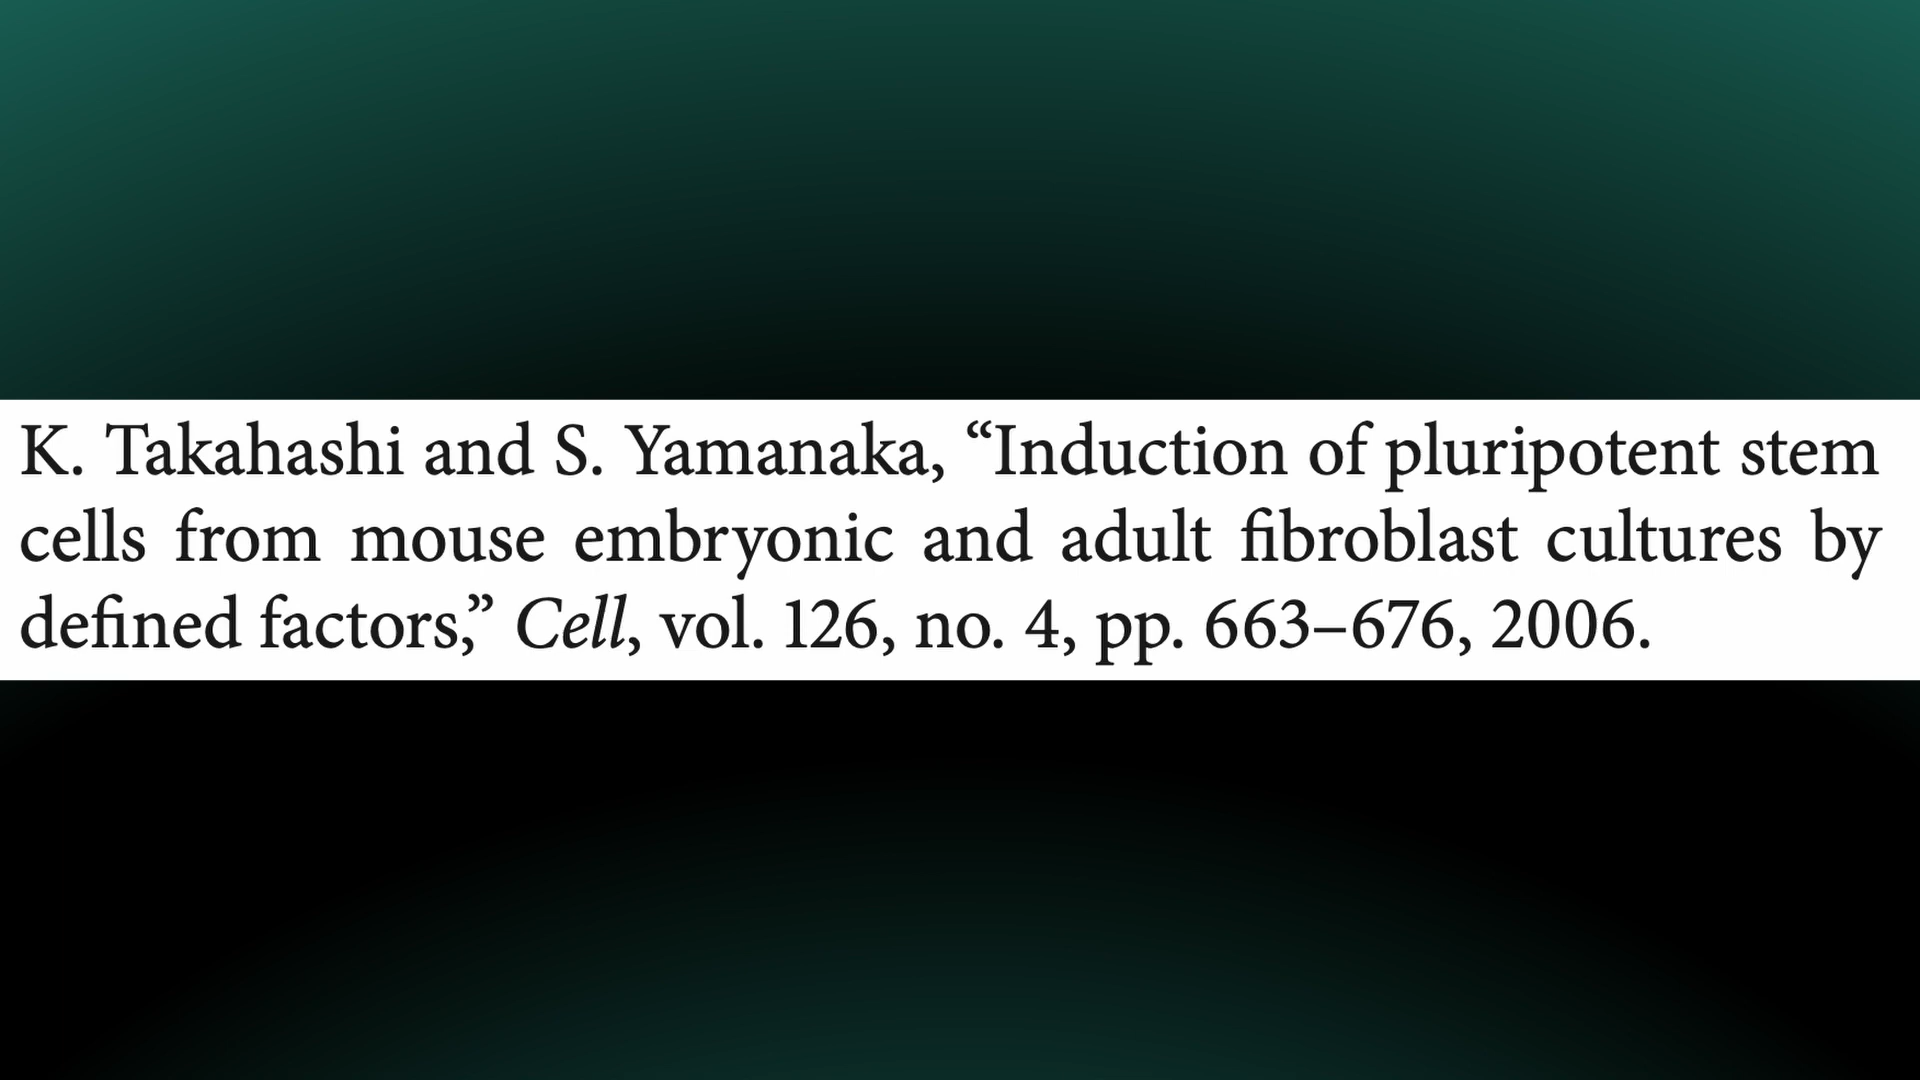 K. Takahashi and S. Yamanaka, “Induction of pluripotent stem
cells from mouse embryonic and adult fibroblast cultures by
defined factors,” Cell, vol. 126, no. 4, pp. 663–676, 2006.